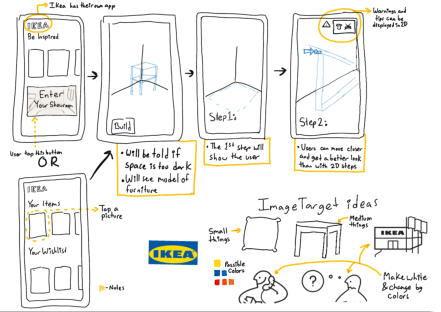 Ikea has their own app
IKEA
Be Inspired
Enter
Your Showroom
User tap this button
OR
Build
• Will be told if
space is too dark
• Will see model of
furniture
Step 1:
• The 1st step will
show the user
Warnings and
tips can be
displayed in 2D
Step 2:
• Users can move closer
and get a better look
than with 2D steps
IKEA
Your Items
Your Wishlist
Tap a
picture
-Notes
ImageTarget ideas
Small
things
Medium
things
IKEA
IKEA
Possible
Colors
?
Make white
& change by
colors